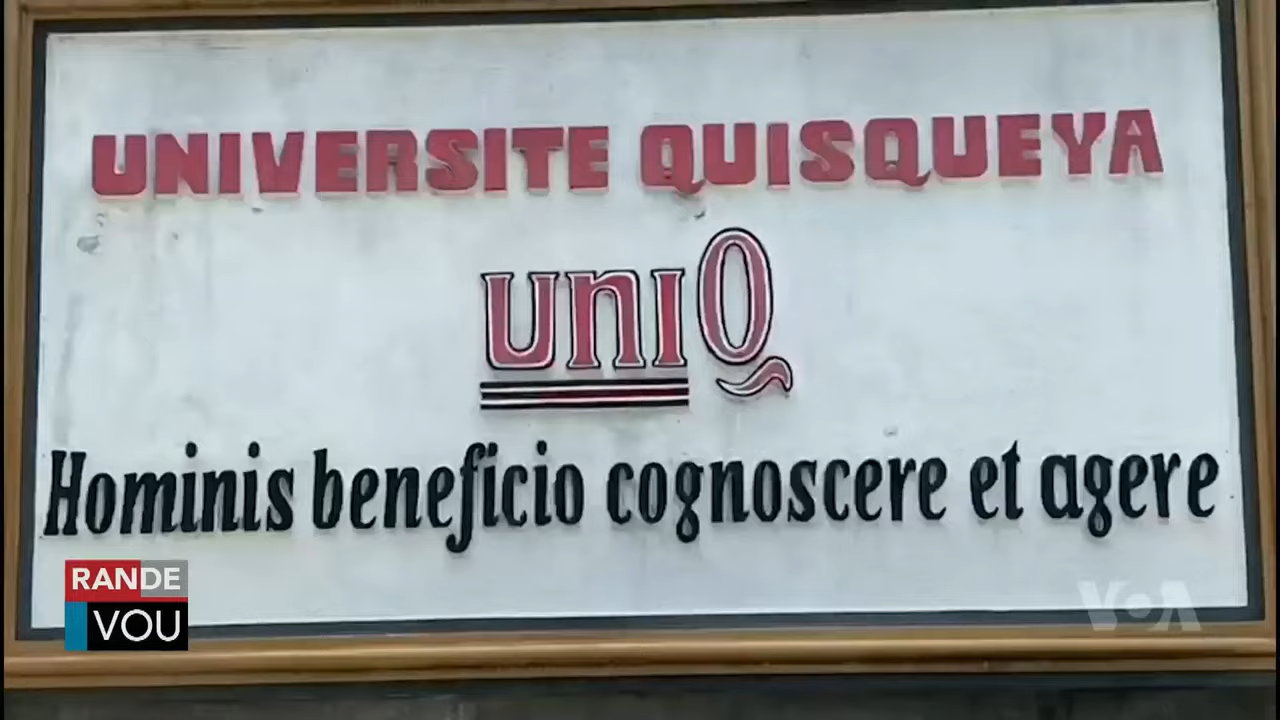 UNIVERSITE QUISQUEYA
uniQ
Hominis beneficio cognoscere et agere
RANDE
VOU
VOA